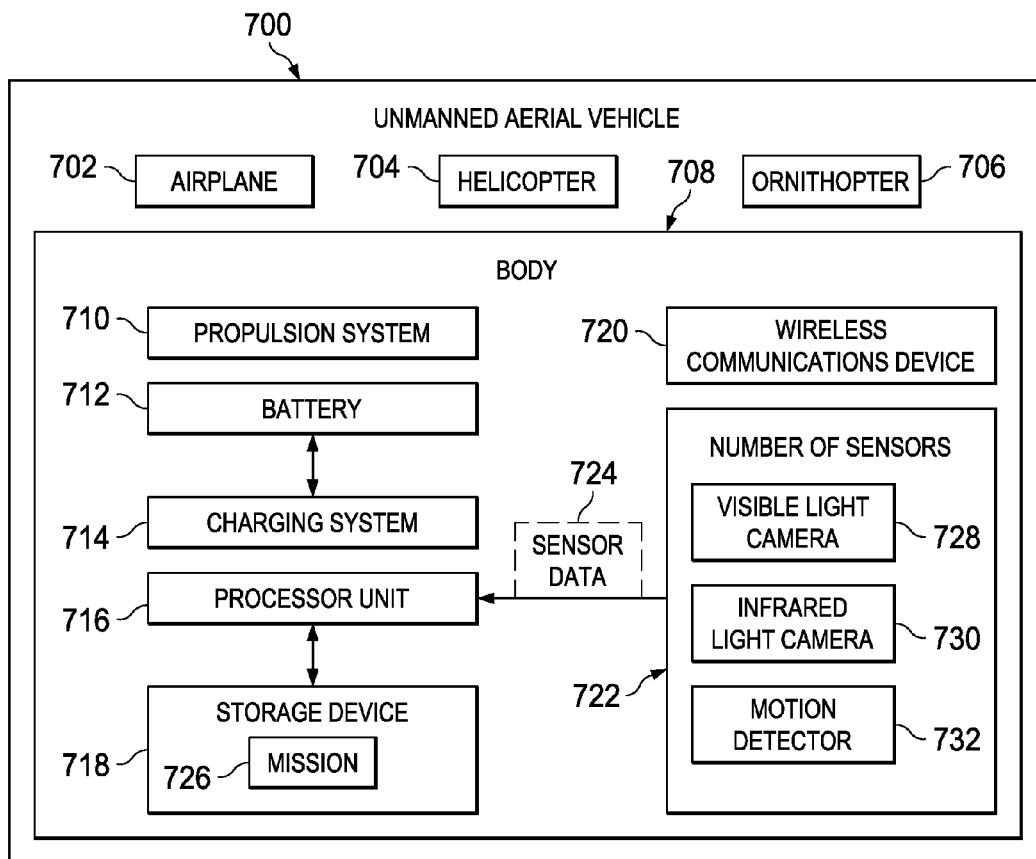 700
UNMANNED AERIAL VEHICLE
702
AIRPLANE
704
HELICOPTER
708
ORNITHOPTER
706
BODY
710
PROPULSION SYSTEM
720
WIRELESS
COMMUNICATIONS DEVICE
712
BATTERY
NUMBER OF SENSORS
724
714
CHARGING SYSTEM
SENSOR
DATA
VISIBLE LIGHT
CAMERA
728
716
PROCESSOR UNIT
INFRARED
LIGHT CAMERA
730
722
STORAGE DEVICE
718
726
MISSION
MOTION
DETECTOR
732